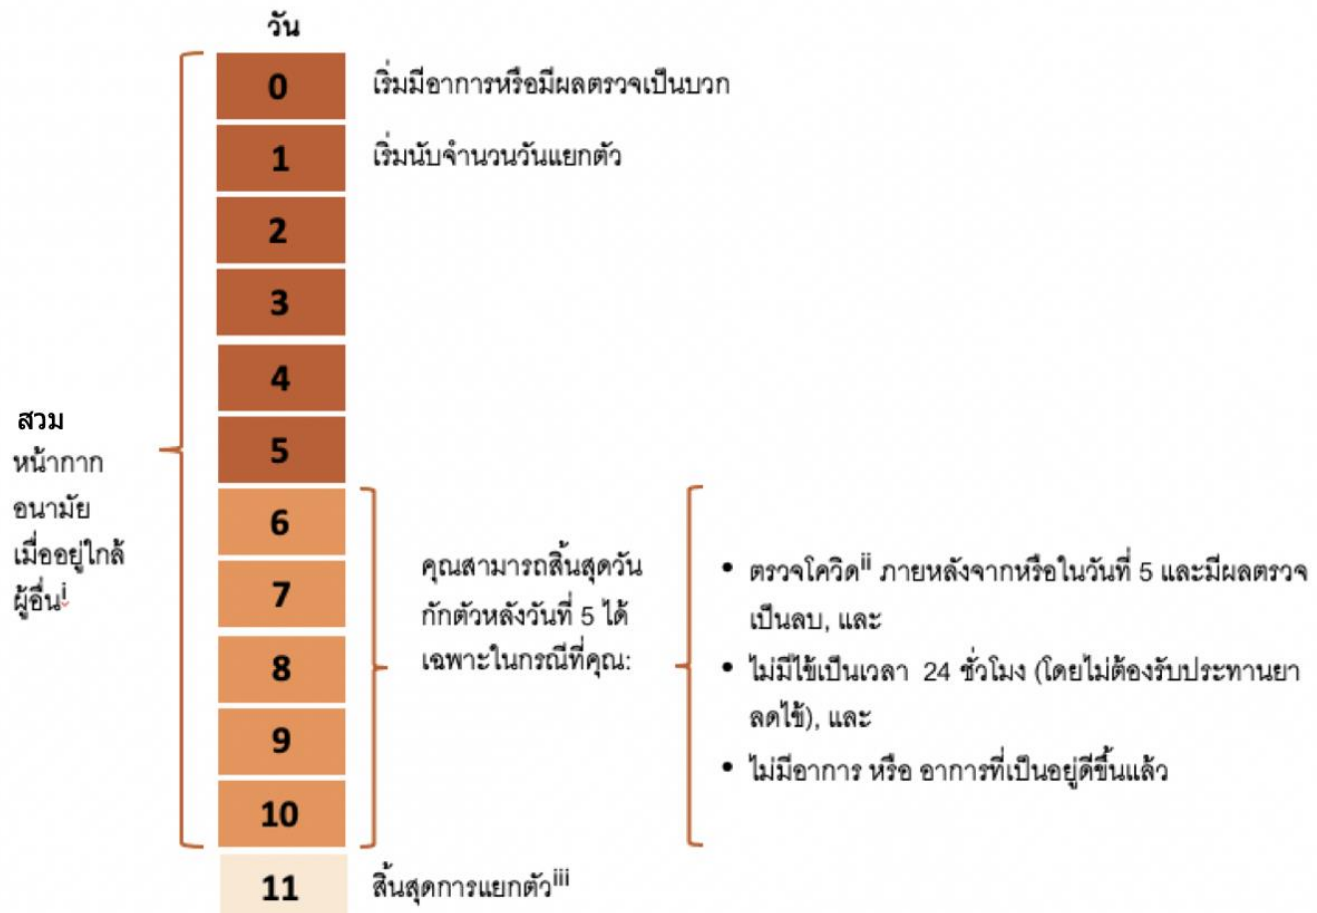 วัน
0 เริ่มมีอาการหรือมีผลตรวจเป็นบวก
1 เริ่มนับจำนวนวันแยกตัว
2
3
4
5
6
7
8
9
10
11 สิ้นสุดการแยกตัวiii
สวม
หน้ากาก
อนามัย
เมื่ออยู่ใกล้
ผู้อื่นi
คุณสามารถสิ้นสุดวัน
กักตัวหลังวันที่ 5 ได้
เฉพาะในกรณีที่คุณ:
• ตรวจโควิดii ภายหลังจากหรือในวันที่ 5 และมีผลตรวจ
เป็นลบ, และ
• ไม่มีไข้เป็นเวลา 24 ชั่วโมง (โดยไม่ต้องรับประทานยา
ลดไข้), และ
• ไม่มีอาการ หรือ อาการที่เป็นอยู่ดีขึ้นแล้ว